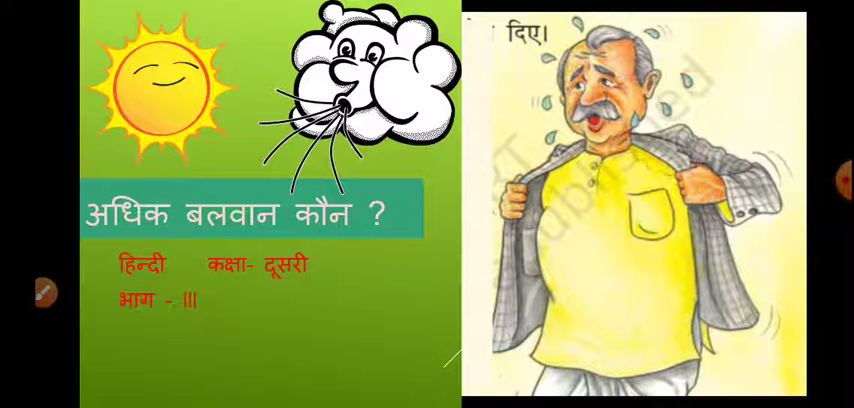 अधिक बलवान कौन ?
हिन्दी कक्षा- दूसरी
भाग - III
दिए।